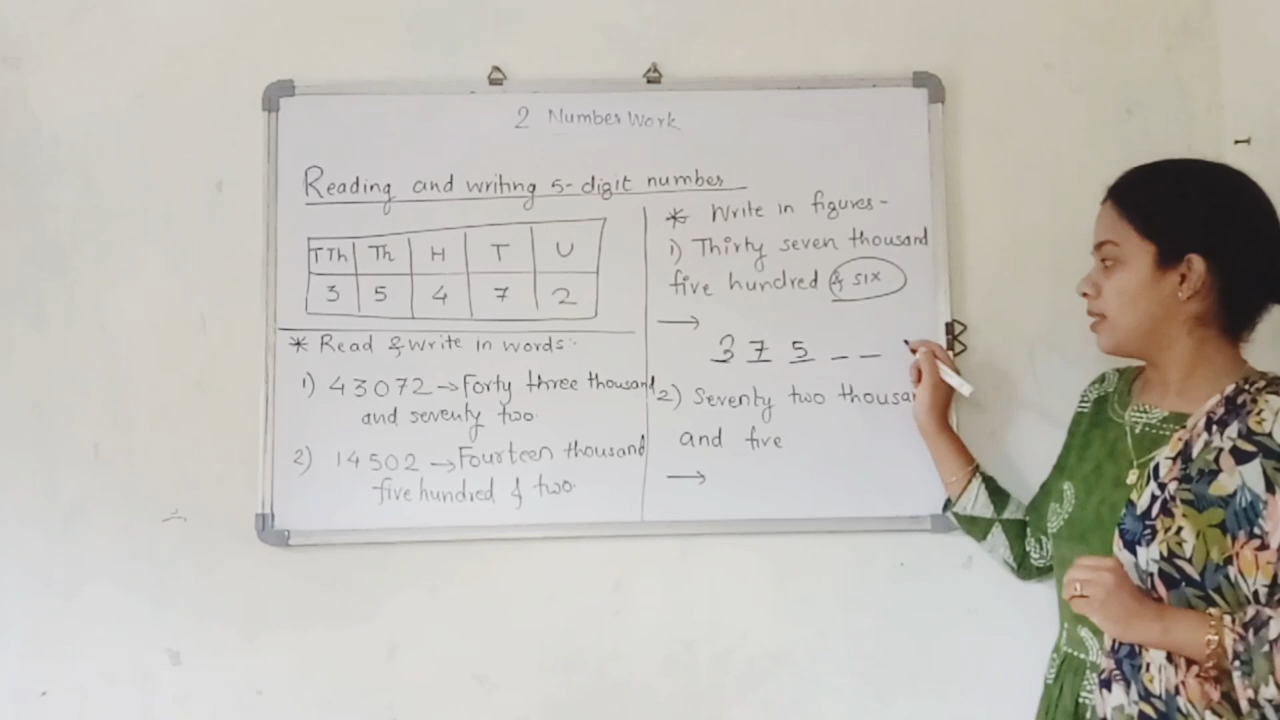 2 Number Work
Reading and writing 5-digit number
TTh Th H T U
3 5 4 7 2
* Read & Write in words:-
1) 43072 → Forty three thousand
and seventy two.
2) 14502 → Fourteen thousand
five hundred & two.
* Write in figures -
1) Thirty seven thousand
five hundred & six
→
3 7 5 _ _
2) Seventy two
and five
→